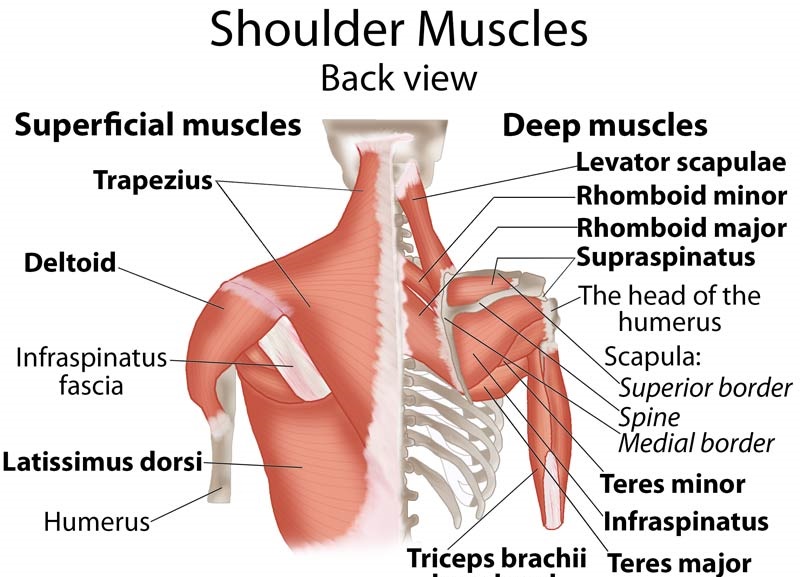 Shoulder Muscles
Back view
Superficial muscles
Trapezius
Deltoid
Infraspinatus
fascia
Latissimus dorsi
Humerus
Deep muscles
Levator scapulae
Rhomboid minor
Rhomboid major
Supraspinatus
The head of the
humerus
Scapula:
Superior border
Spine
Medial border
Teres minor
Infraspinatus
Teres major
Triceps brachii